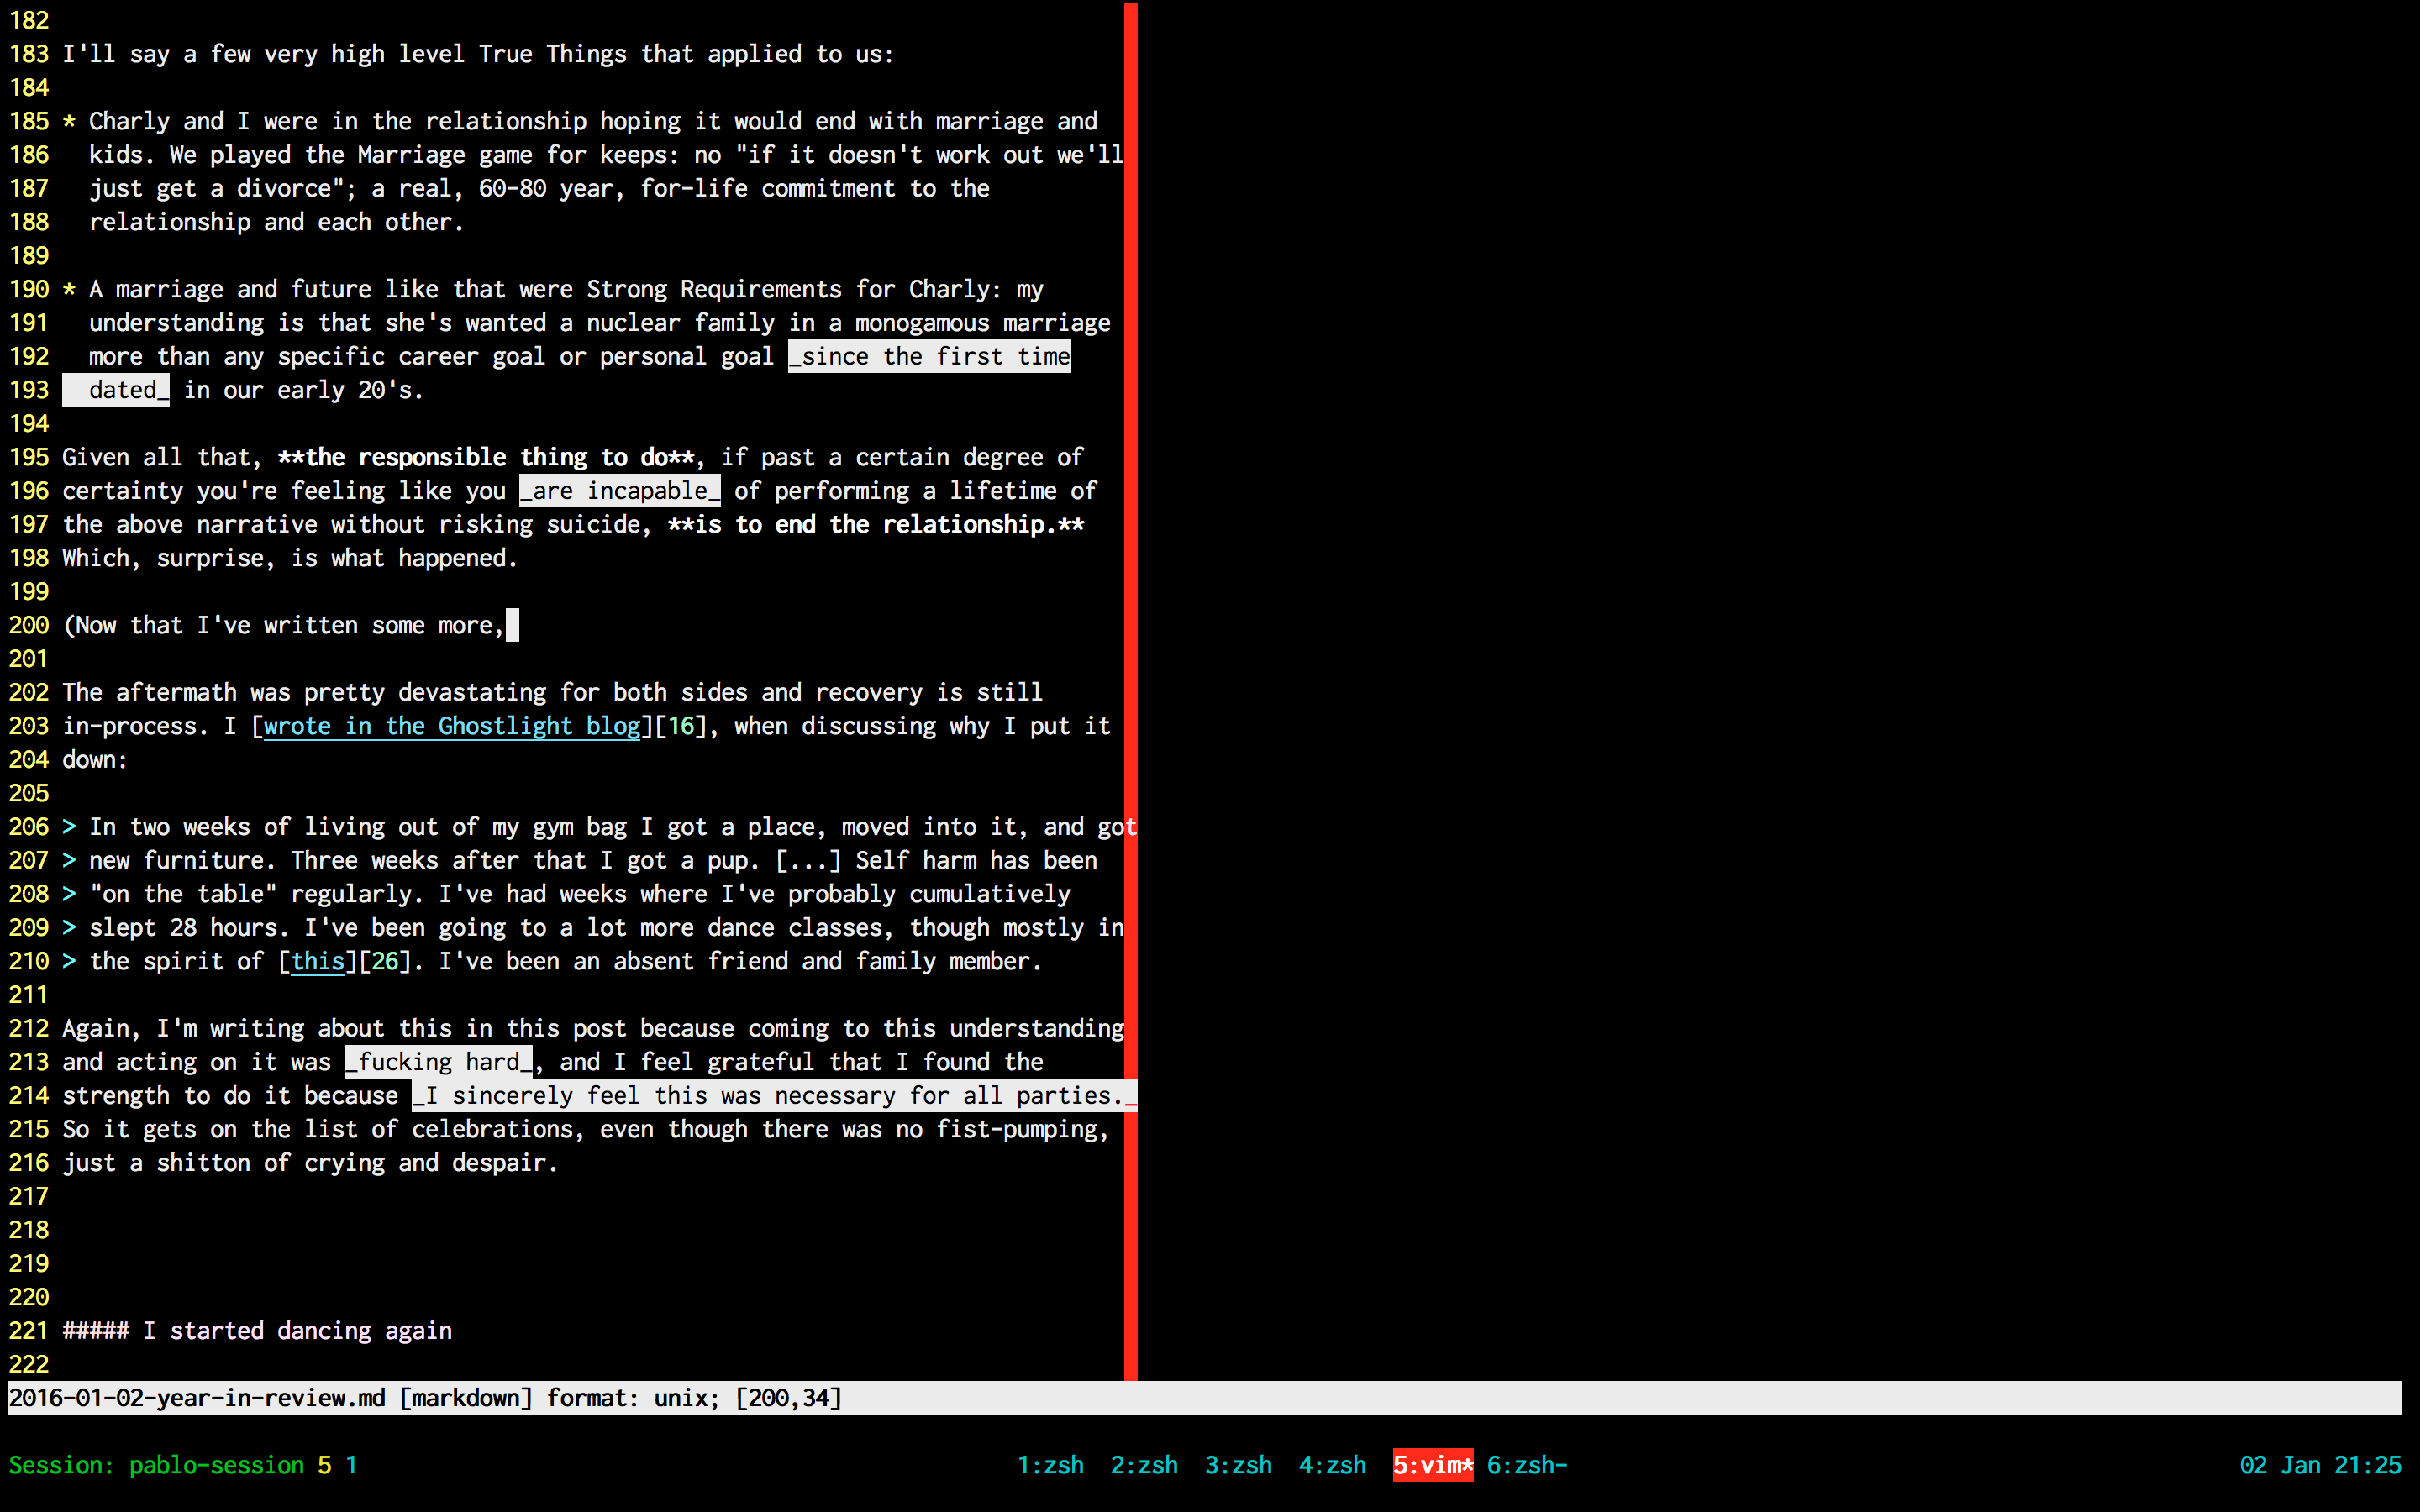 182
183 I'll say a few very high level True Things that applied to us:
184
185 * Charly and I were in the relationship hoping it would end with marriage and
186   kids. We played the Marriage game for keeps: no "if it doesn't work out we'll
187   just get a divorce"; a real, 60-80 year, for-life commitment to the
188   relationship and each other.
189
190 * A marriage and future like that were Strong Requirements for Charly: my
191   understanding is that she's wanted a nuclear family in a monogamous marriage
192   more than any specific career goal or personal goal _since the first time
193   dated_ in our early 20's.
194
195 Given all that, **the responsible thing to do**, if past a certain degree of
196 certainty you're feeling like you _are incapable_ of performing a lifetime of
197 the above narrative without risking suicide, **is to end the relationship.**
198 Which, surprise, is what happened.
199
200 (Now that I've written some more,
201
202 The aftermath was pretty devastating for both sides and recovery is still
203 in-process. I [wrote in the Ghostlight blog][16], when discussing why I put it
204 down:
205
206 > In two weeks of living out of my gym bag I got a place, moved into it, and got
207 > new furniture. Three weeks after that I got a pup. [...] Self harm has been
208 > "on the table" regularly. I've had weeks where I've probably cumulatively
209 > slept 28 hours. I've been going to a lot more dance classes, though mostly in
210 > the spirit of [this][26]. I've been an absent friend and family member.
211
212 Again, I'm writing about this in this post because coming to this understanding
213 and acting on it was _fucking hard_, and I feel grateful that I found the
214 strength to do it because _I sincerely feel this was necessary for all parties._
215 So it gets on the list of celebrations, even though there was no fist-pumping,
216 just a shitton of crying and despair.
217
218
219
220
221 ##### I started dancing again
222
2016-01-02-year-in-review.md [markdown] format: unix; [200,34]
Session: pablo-session 5 1 1:zsh 2:zsh 3:zsh 4:zsh 5:vim* 6:zsh- 02 Jan 21:25